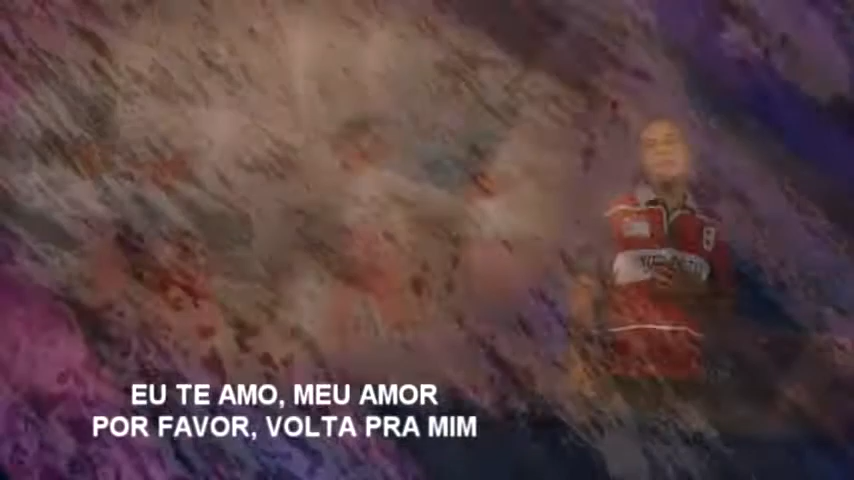 EU TE AMO, MEU AMOR
POR FAVOR, VOLTA PRA MIM